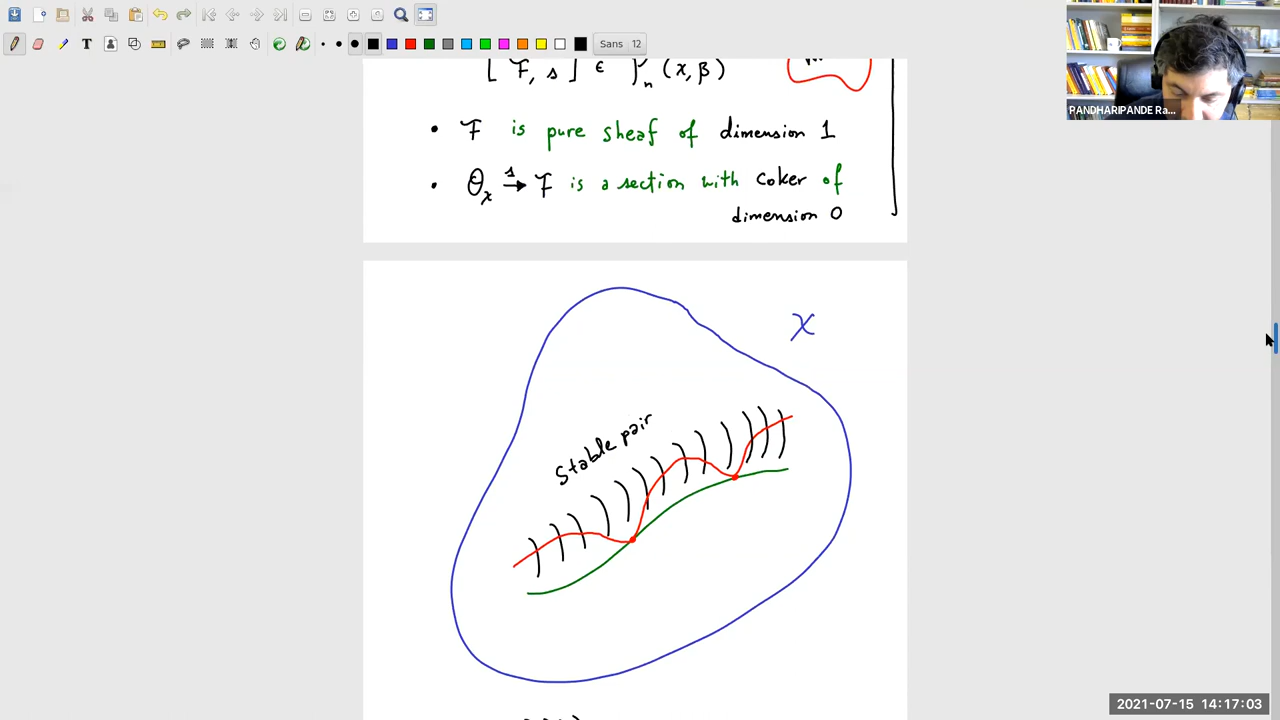 Sans 12
PANDHARIPANDE Ra...
[ F, s ] ∈ P_n (X, β)
• F is pure sheaf of dimension 1
• O_X →^s F is a section with coker of
dimension 0
X
stable pair
2021-07-15 14:17:03